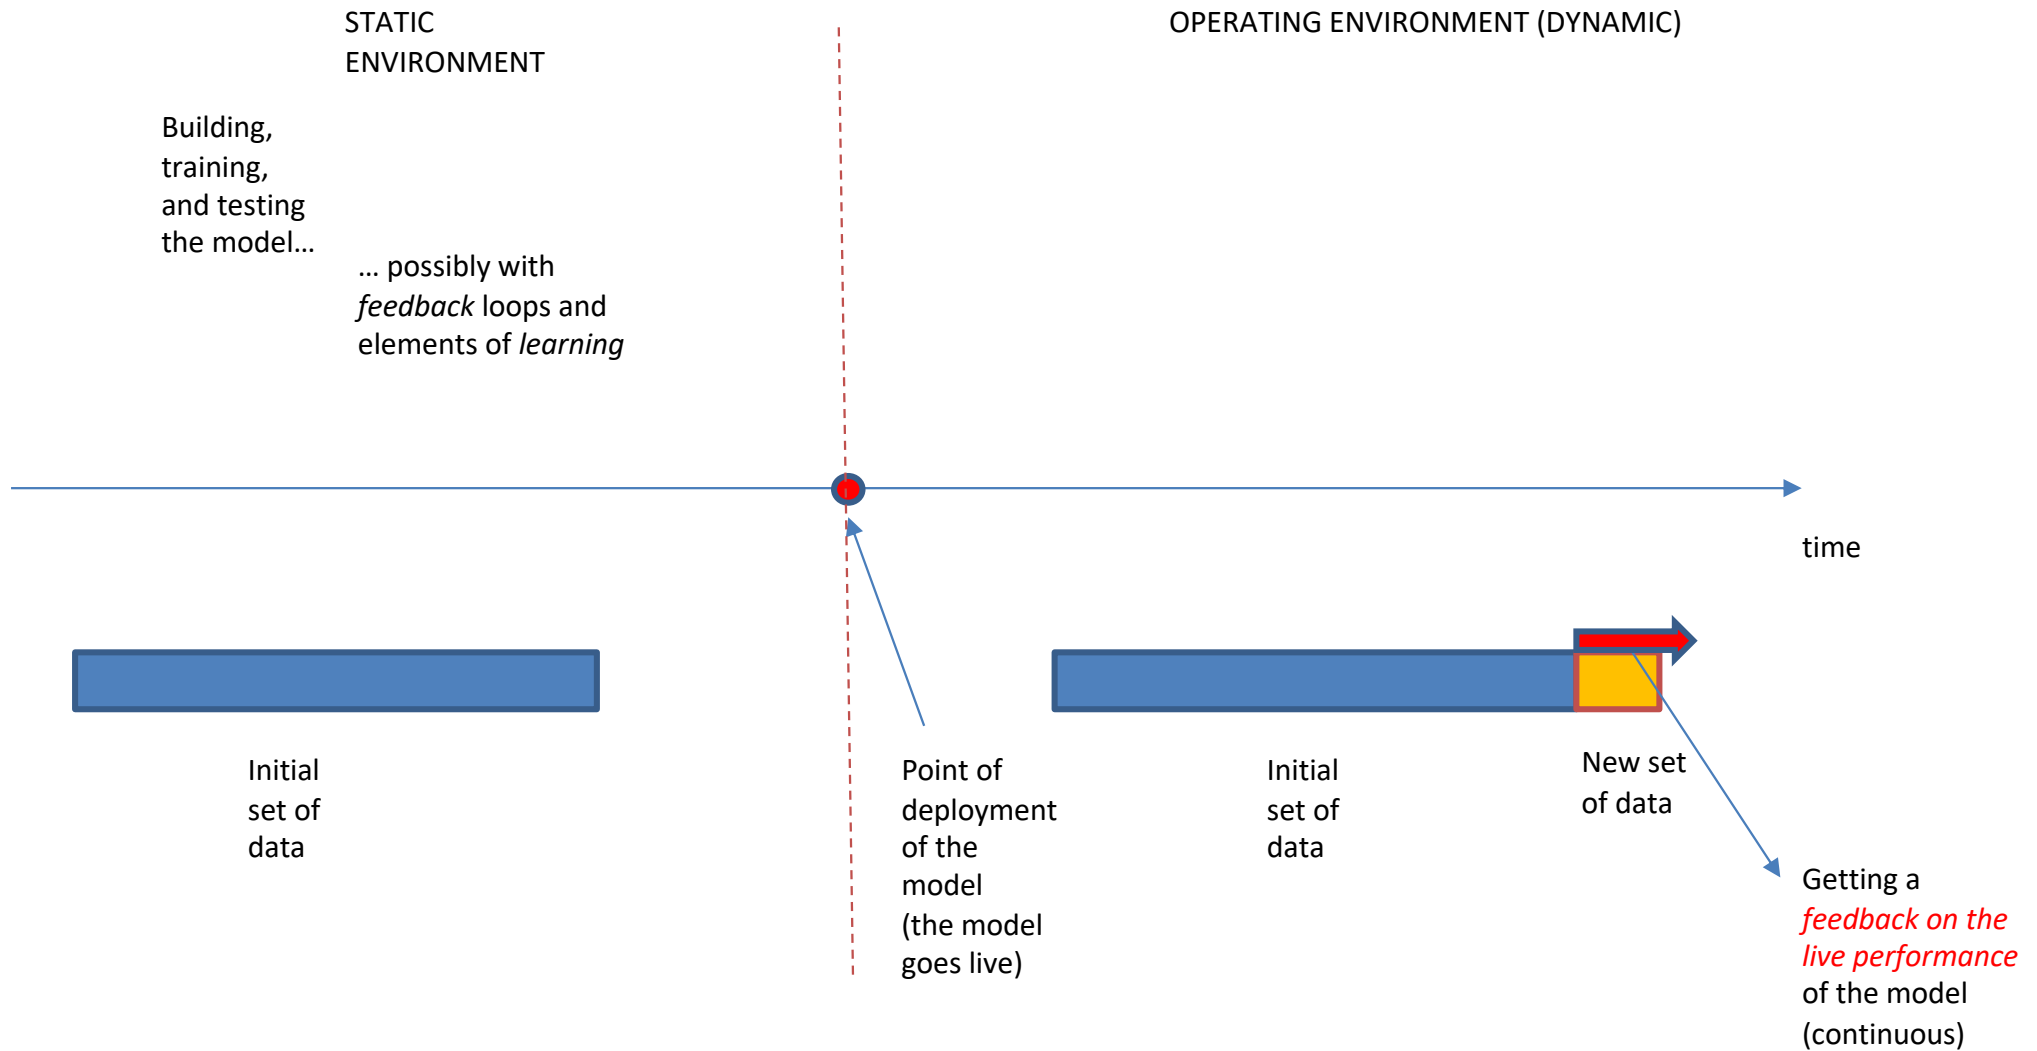 STATIC
ENVIRONMENT
OPERATING ENVIRONMENT (DYNAMIC)
Building,
training,
and testing
the model...
... possibly with
feedback loops and
elements of learning
time
Initial
set of
data
Point of
deployment
of the
model
(the model
goes live)
Initial
set of
data
New set
of data
Getting a
feedback on the
live performance
of the model
(continuous)